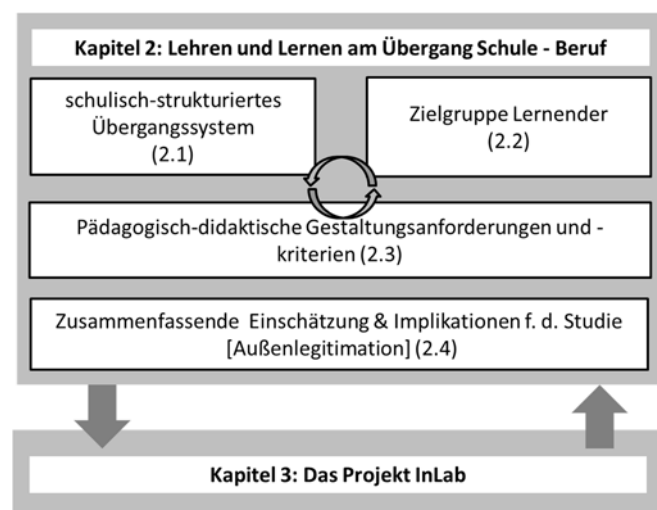 Kapitel 2: Lehren und Lernen am Übergang Schule - Beruf
schulisch-strukturiertes
Übergangssystem
(2.1)
Zielgruppe Lernender
(2.2)
Pädagogisch-didaktische Gestaltungsanforderungen und -
kriterien (2.3)
Zusammenfassende Einschätzung & Implikationen f. d. Studie
[Außenlegitimation] (2.4)
Kapitel 3: Das Projekt InLab